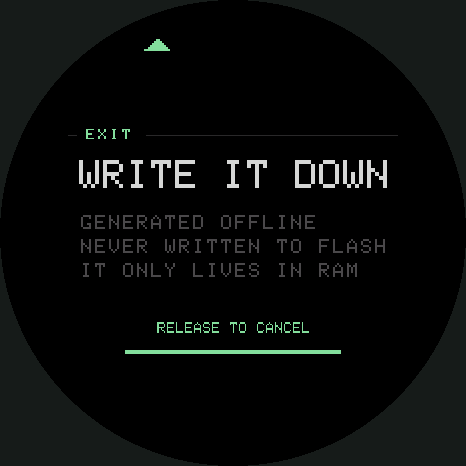 EXIT
WRITE IT DOWN
GENERATED OFFLINE
NEVER WRITTEN TO FLASH
IT ONLY LIVES IN RAM
RELEASE TO CANCEL